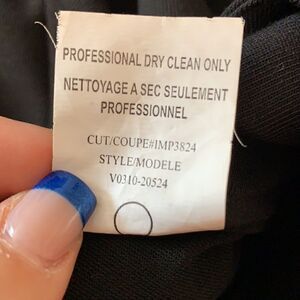 PROFESSIONAL DRY CLEAN ONLY
NETTOYAGE A SEC SEULEMENT
PROFESSIONNEL
CUT/COUPE#IMP3824
STYLE/MODELE
V0310-20524